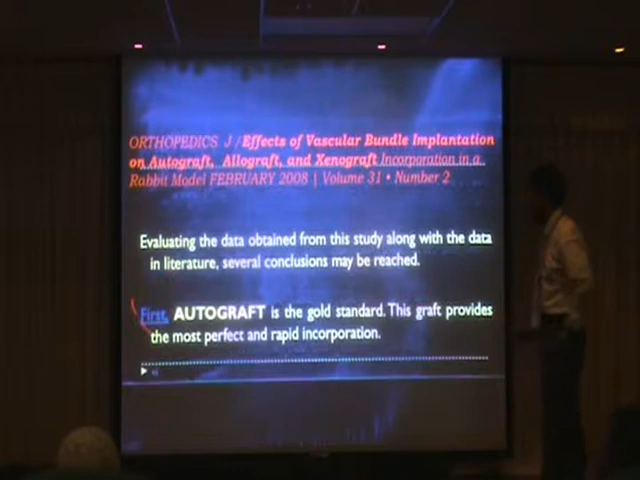 ORTHOPEDICS J /Effects of Vascular Bundle Implantation
on Autograft, Allograft, and Xenograft Incorporation in a
Rabbit Model FEBRUARY 2008 | Volume 31 • Number 2
Evaluating the data obtained from this study along with the data
in literature, several conclusions may be reached.
First, AUTOGRAFT is the gold standard. This graft provides
the most perfect and rapid incorporation.